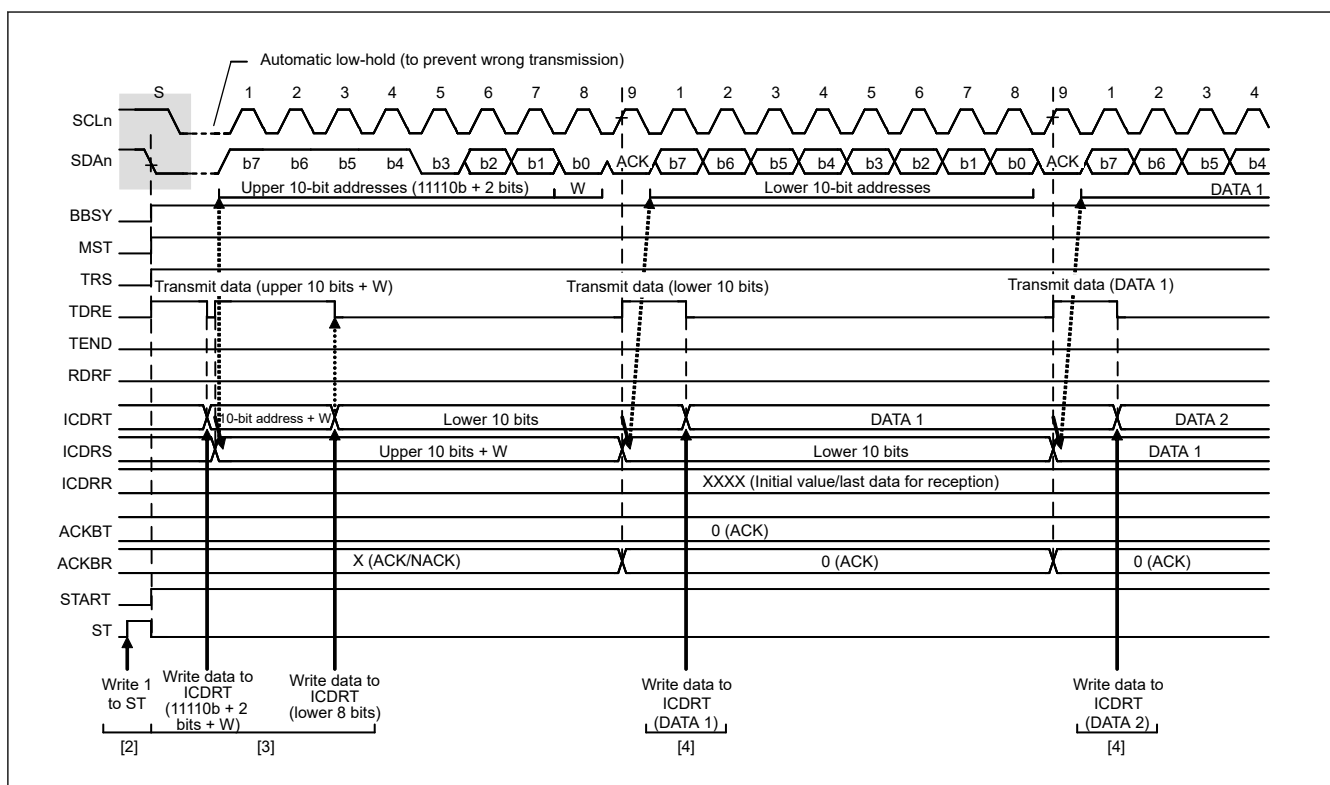 Automatic low-hold (to prevent wrong transmission)
S 1 2 3 4 5 6 7 8 9 1 2 3 4 5 6 7 8 9 1 2 3 4
SCLn
SDAn b7 b6 b5 b4 b3 b2 b1 b0 ACK b7 b6 b5 b4 b3 b2 b1 b0 ACK b7 b6 b5 b4
Upper 10-bit addresses (11110b + 2 bits) W Lower 10-bit addresses DATA 1
BBSY
MST
TRS
Transmit data (upper 10 bits + W) Transmit data (lower 10 bits) Transmit data (DATA 1)
TDRE
TEND
RDRF
ICDRT 10-bit address + W Lower 10 bits DATA 1 DATA 2
ICDRS Upper 10 bits + W Lower 10 bits DATA 1
ICDRR XXXX (Initial value/last data for reception)
ACKBT 0 (ACK)
ACKBR X (ACK/NACK) 0 (ACK) 0 (ACK)
START
ST
Write 1
to ST
Write data to
ICDRT
(11110b + 2
bits + W)
Write data to
ICDRT
(lower 8 bits)
Write data to
ICDRT
(DATA 1)
Write data to
ICDRT
(DATA 2)
[2] [3] [4] [4]